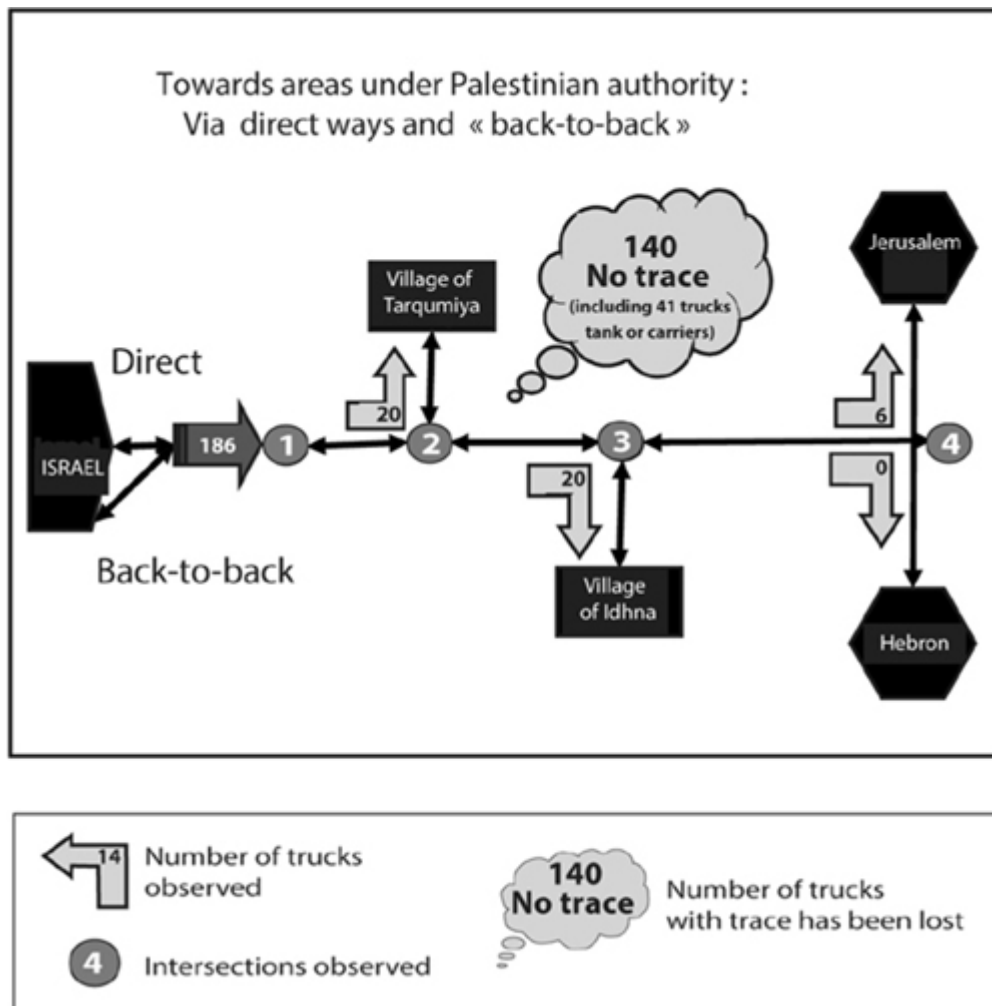 Towards areas under Palestinian authority :
Via direct ways and « back-to-back »
140
No trace
(including 41 trucks
tank or carriers)
Jerusalem
Village of
Tarqumiya
Direct
20
6
186
1
2
3
4
ISRAEL
20
0
Back-to-back
Village
of Idhna
Hebron
14
Number of trucks
observed
140
No trace
Number of trucks
with trace has been lost
4
Intersections observed